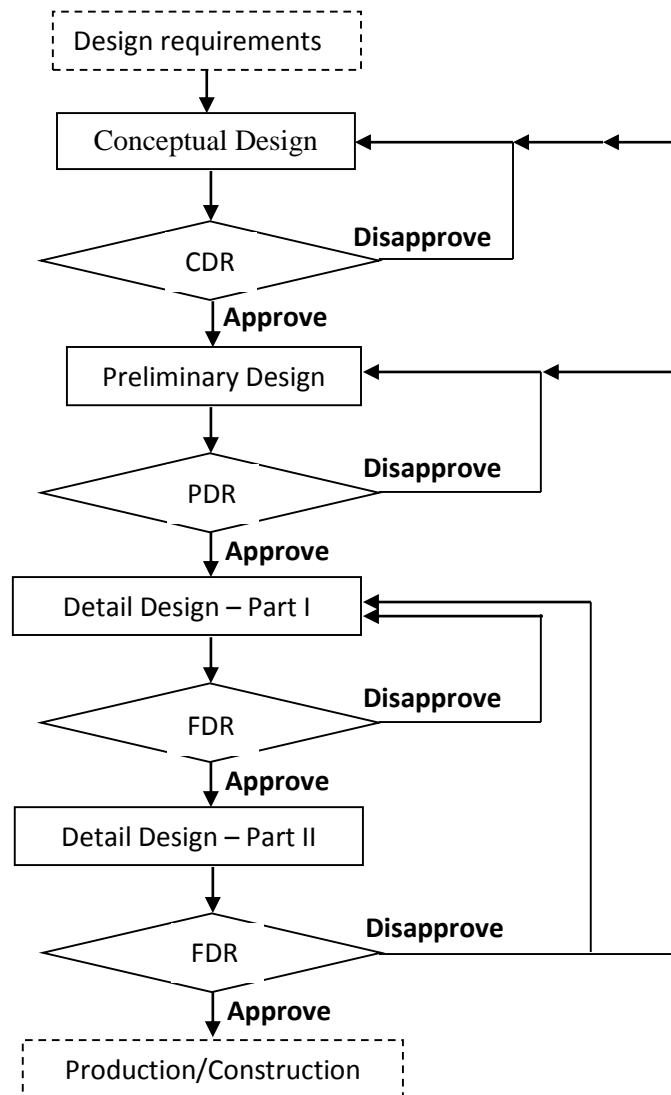 Design requirements
Conceptual Design
Disapprove
CDR
Approve
Preliminary Design
Disapprove
PDR
Approve
Detail Design – Part I
Disapprove
FDR
Approve
Detail Design – Part II
Disapprove
FDR
Approve
Production/Construction